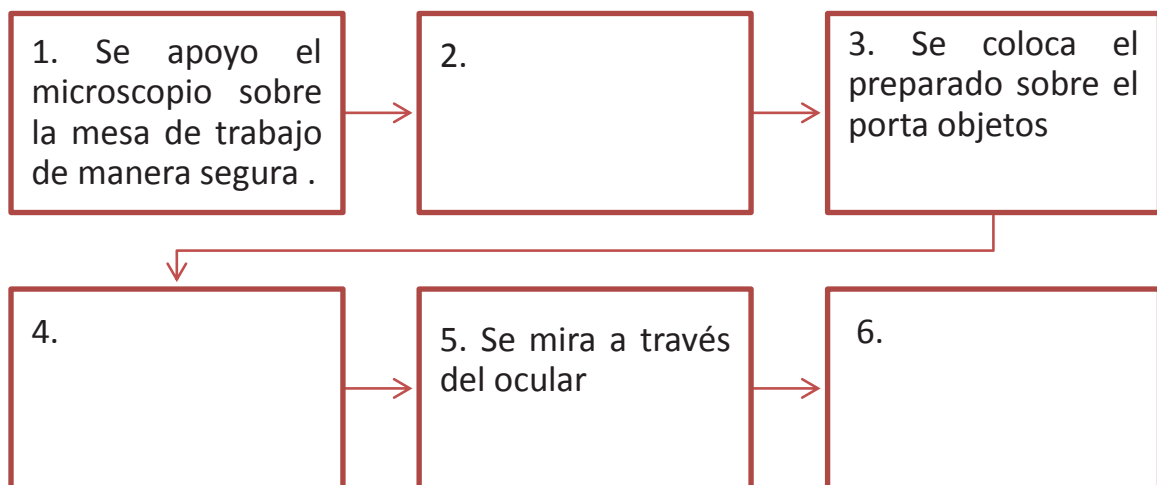 1. Se apoyo el
microscopio sobre
la mesa de trabajo
de manera segura .
2.
3. Se coloca el
preparado sobre el
porta objetos
4.
5. Se mira a través
del ocular
6.